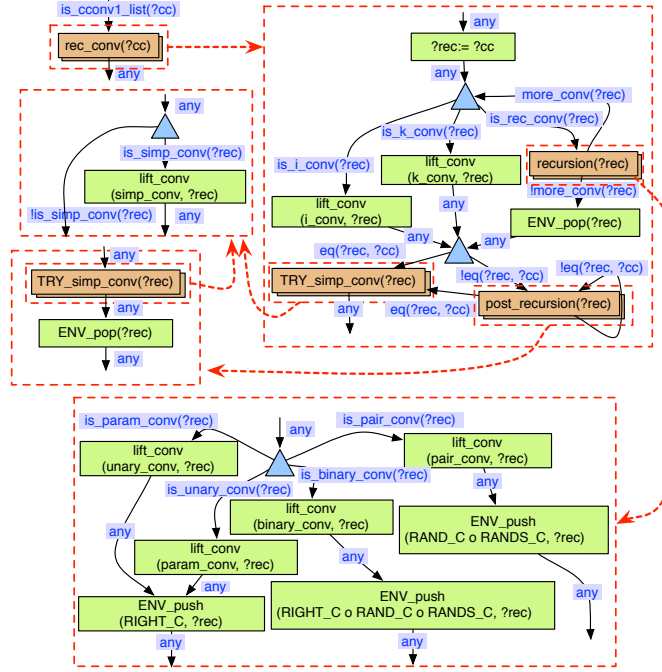 is_cconv1_list(?cc)
rec_conv(?cc)
any
any
is_simp_conv(?rec)
lift_conv
(simp_conv, ?rec)
!is_simp_conv(?rec)
any
any
TRY_simp_conv(?rec)
any
ENV_pop(?rec)
any
any
?rec:= ?cc
any
more_conv(?rec)
is_rec_conv(?rec)
is_k_conv(?rec)
is_i_conv(?rec)
recursion(?rec)
lift_conv
(k_conv, ?rec)
!more_conv(?rec)
lift_conv
(i_conv, ?rec)
any
ENV_pop(?rec)
any
any
eq(?rec, ?cc)
!eq(?rec, ?cc)
!eq(?rec, ?cc)
TRY_simp_conv(?rec)
eq(?rec, ?cc)
post_recursion(?rec)
any
is_param_conv(?rec)
is_pair_conv(?rec)
any
lift_conv
(unary_conv, ?rec)
lift_conv
(pair_conv, ?rec)
is_binary_conv(?rec)
is_unary_conv(?rec)
any
lift_conv
(binary_conv, ?rec)
ENV_push
(RAND_C o RANDS_C, ?rec)
any
lift_conv
(param_conv, ?rec)
any
any
any
ENV_push
(RIGHT_C, ?rec)
ENV_push
(RIGHT_C o RAND_C o RANDS_C, ?rec)
any
any